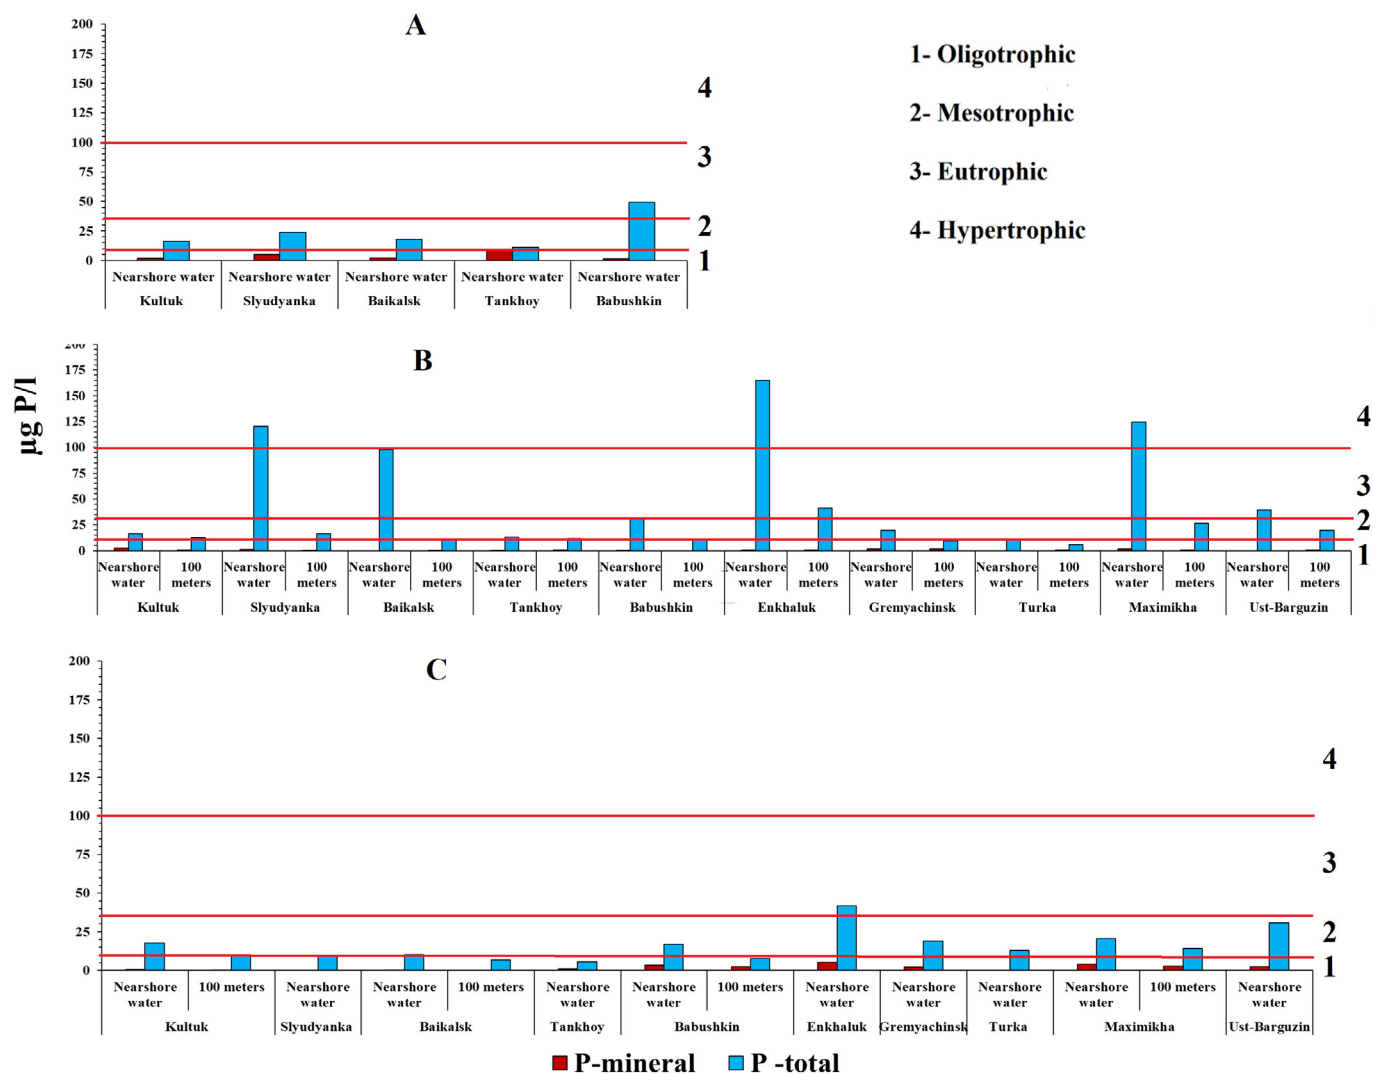 A
200
175
150
125
100
75
50
25
0
4
3
2
1
Nearshore water Nearshore water Nearshore water Nearshore water Nearshore water
Kultuk Slyudyanka Baikalsk Tankhoy Babushkin
1- Oligotrophic
2- Mesotrophic
3- Eutrophic
4- Hypertrophic
µg P/l
B
200
175
150
125
100
75
50
25
0
4
3
2
1
Nearshore 100 Nearshore 100 Nearshore 100 Nearshore 100 Nearshore 100 Nearshore 100 Nearshore 100 Nearshore 100 Nearshore 100 Nearshore 100
water meters water meters water meters water meters water meters water meters water meters water meters water meters water meters
Kultuk Slyudyanka Baikalsk Tankhoy Babushkin Enkhaluk Gremyachinsk Turka Maximikha Ust-Barguzin
C
200
175
150
125
100
75
50
25
0
4
3
2
1
Nearshore 100 meters Nearshore Nearshore 100 meters Nearshore Nearshore 100 meters Nearshore Nearshore Nearshore Nearshore 100 meters Nearshore
water water water water water water water water water water
Kultuk Slyudyanka Baikalsk Tankhoy Babushkin Enkhaluk Gremyachinsk Turka Maximikha Ust-Barguzin
P-mineral P -total